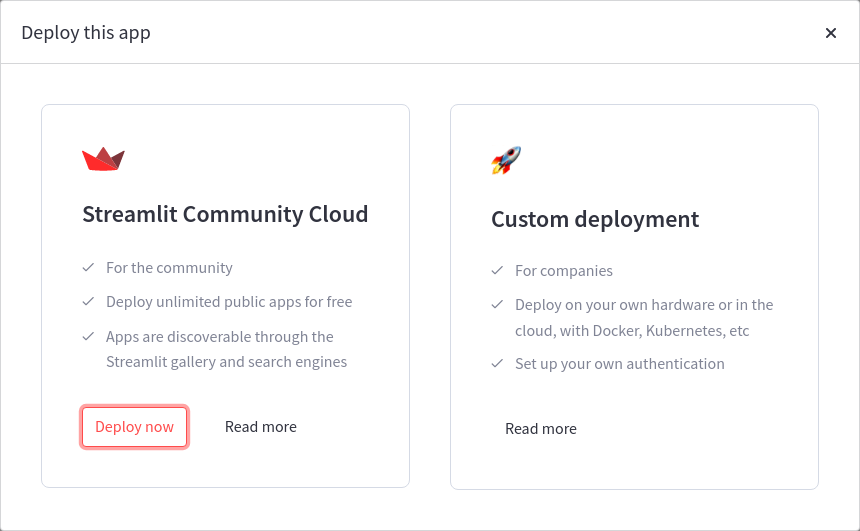 Deploy this app
Streamlit Community Cloud
For the community
Deploy unlimited public apps for free
Apps are discoverable through the
Streamlit gallery and search engines
Deploy now
Read more
Custom deployment
For companies
Deploy on your own hardware or in the
cloud, with Docker, Kubernetes, etc
Set up your own authentication
Read more